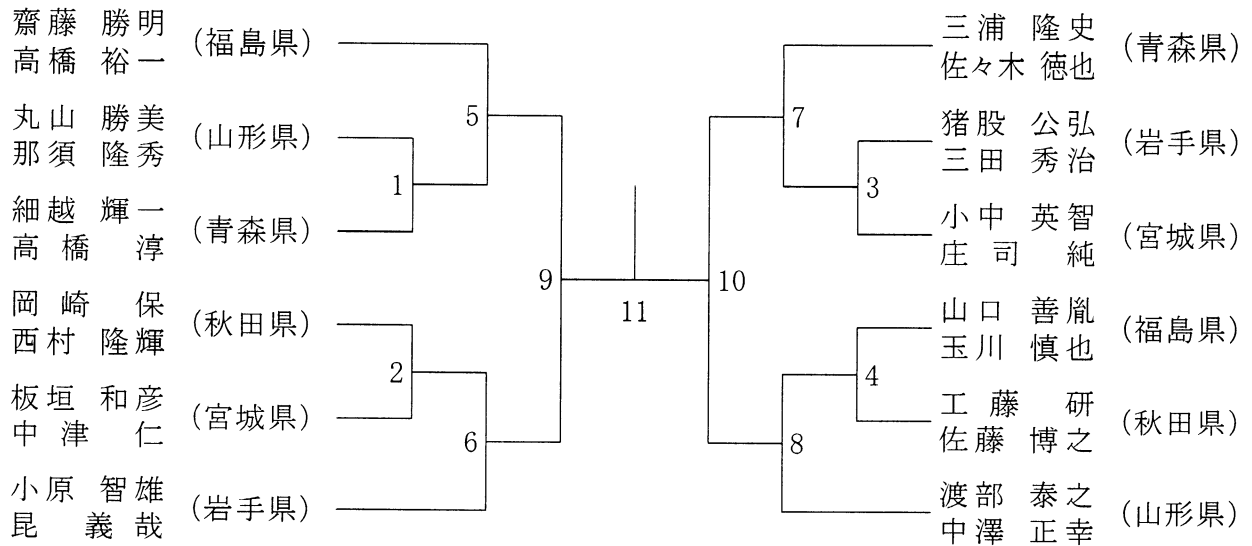 齋藤 勝明
高橋 裕一
(福島県)
丸山 勝美
那須 隆秀
(山形県)
細越 輝一
高橋 淳
(青森県)
岡崎 保
西村 隆輝
(秋田県)
板垣 和彦
中津 仁
(宮城県)
小原 智雄
昆 義哉
(岩手県)
5
1
2
6
9
11
10
7
3
4
8
三浦 隆史
佐々木 徳也
(青森県)
猪股 公弘
三田 秀治
(岩手県)
小中 英智
庄司 純
(宮城県)
山口 善胤
玉川 慎也
(福島県)
工藤 研
佐藤 博之
(秋田県)
渡部 泰之
中澤 正幸
(山形県)